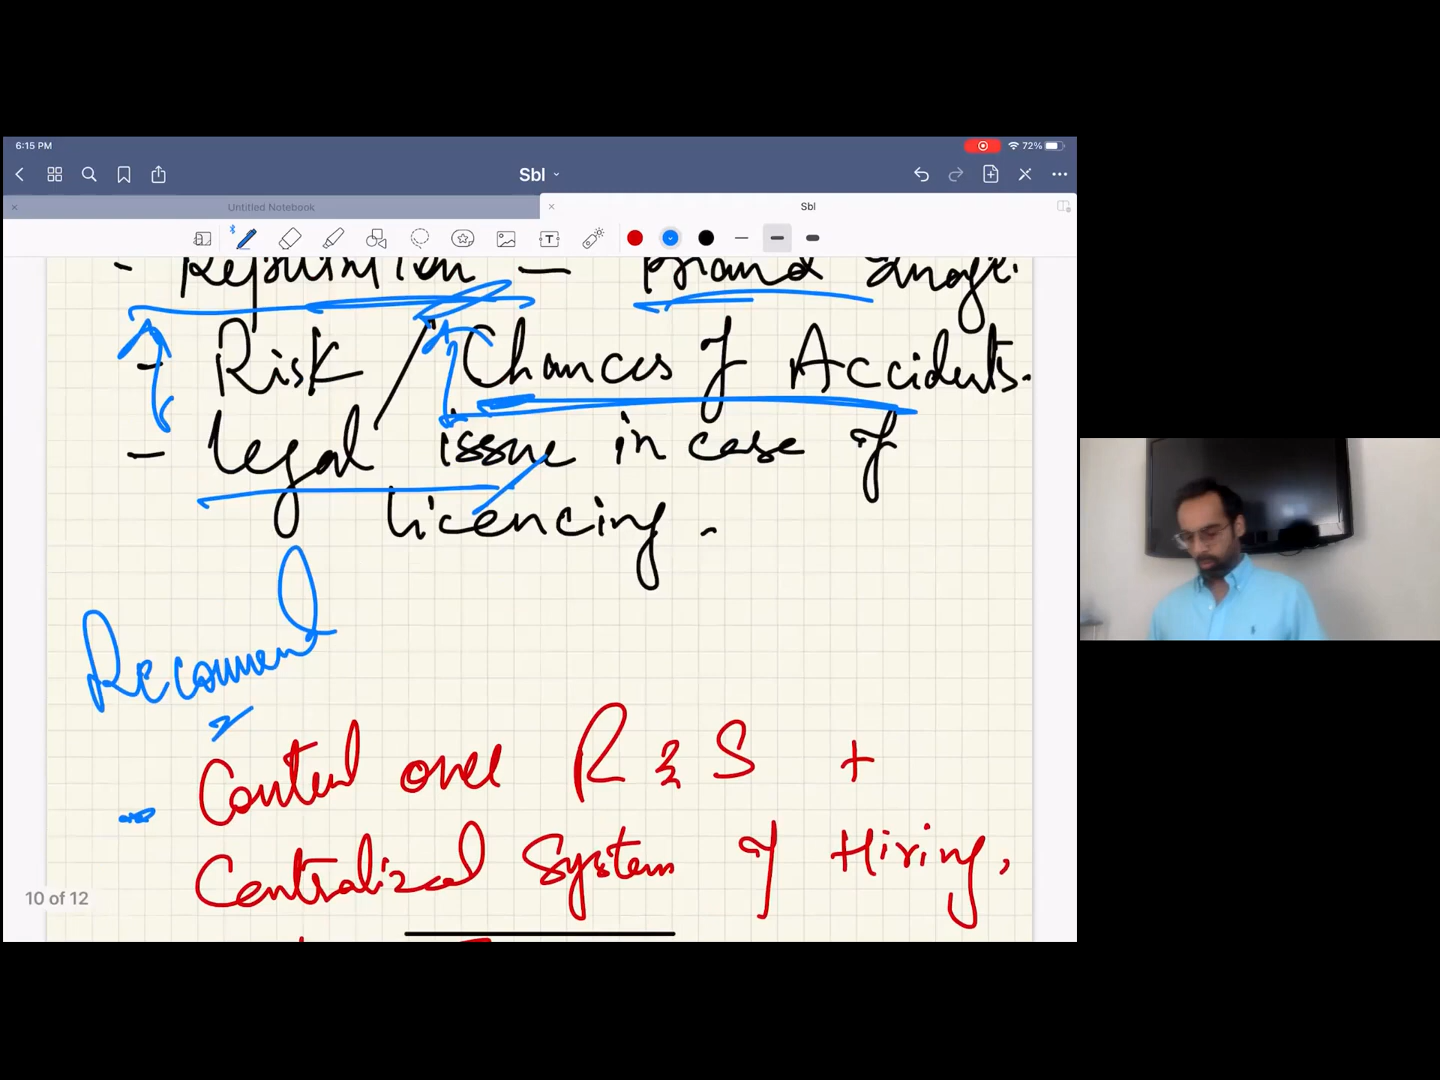 6:15 PM
72%
Sbl
Untitled Notebook
Sbl
- Reputation — Brand Image.
- Risk / Chances of Accidents.
- Legal issue in case of
licencing.
Recommend
- Control over R & S +
Centralized System of Hiring,
10 of 12